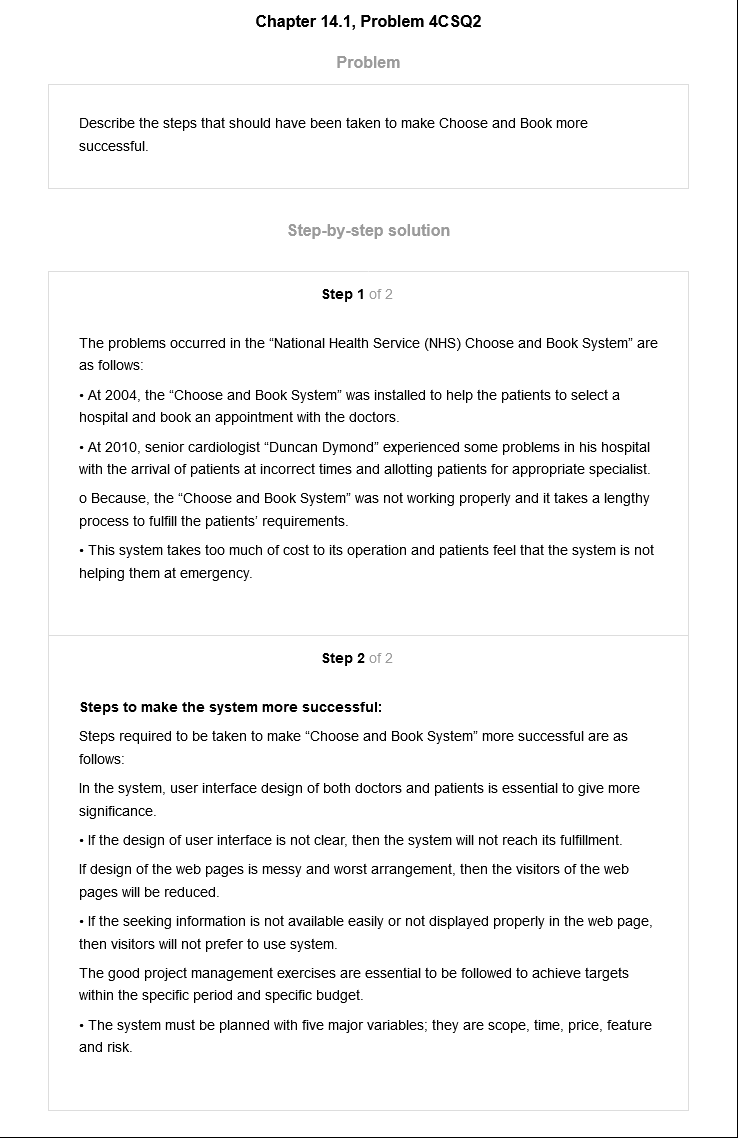 Chapter 14.1, Problem 4CSQ2
Problem
Describe the steps that should have been taken to make Choose and Book more
successful.
Step-by-step solution
Step 1 of 2
The problems occurred in the “National Health Service (NHS) Choose and Book System” are
as follows:
• At 2004, the “Choose and Book System” was installed to help the patients to select a
hospital and book an appointment with the doctors.
• At 2010, senior cardiologist “Duncan Dymond” experienced some problems in his hospital
with the arrival of patients at incorrect times and allotting patients for appropriate specialist.
o Because, the “Choose and Book System” was not working properly and it takes a lengthy
process to fulfill the patients’ requirements.
• This system takes too much of cost to its operation and patients feel that the system is not
helping them at emergency.
Step 2 of 2
Steps to make the system more successful:
Steps required to be taken to make “Choose and Book System” more successful are as
follows:
In the system, user interface design of both doctors and patients is essential to give more
significance.
• If the design of user interface is not clear, then the system will not reach its fulfillment.
If design of the web pages is messy and worst arrangement, then the visitors of the web
pages will be reduced.
• If the seeking information is not available easily or not displayed properly in the web page,
then visitors will not prefer to use system.
The good project management exercises are essential to be followed to achieve targets
within the specific period and specific budget.
• The system must be planned with five major variables; they are scope, time, price, feature
and risk.